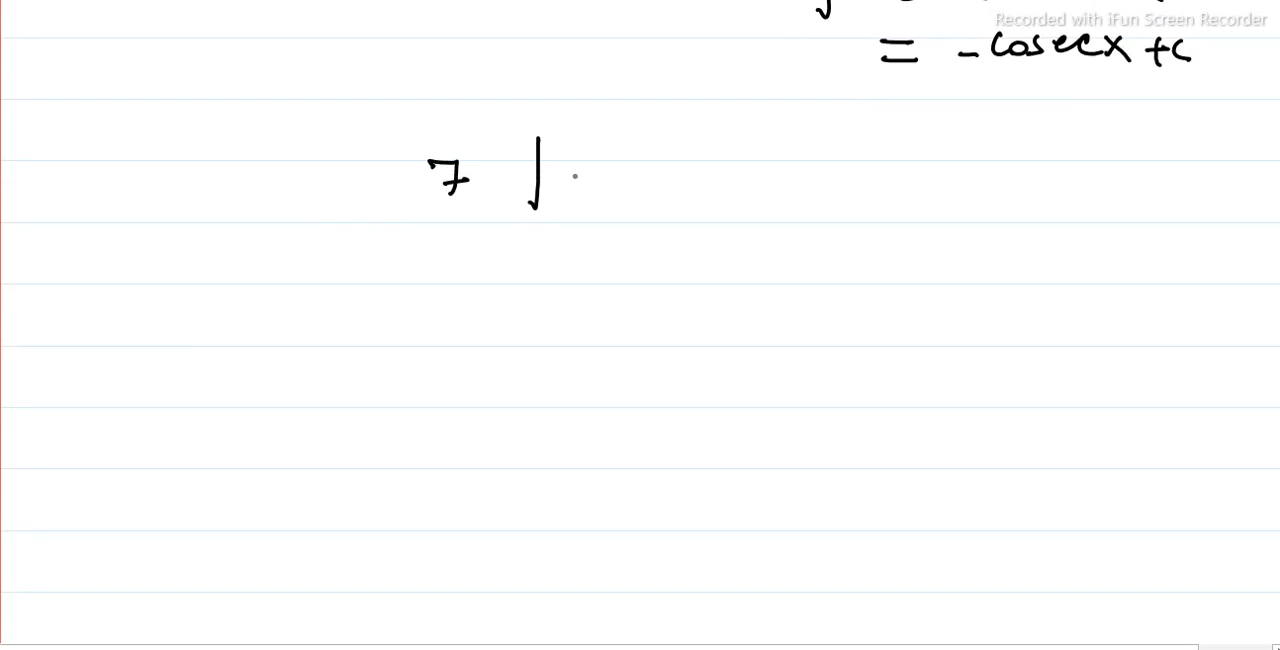 Recorded with iFun Screen Recorder
= -cosecx +c
7 ∫